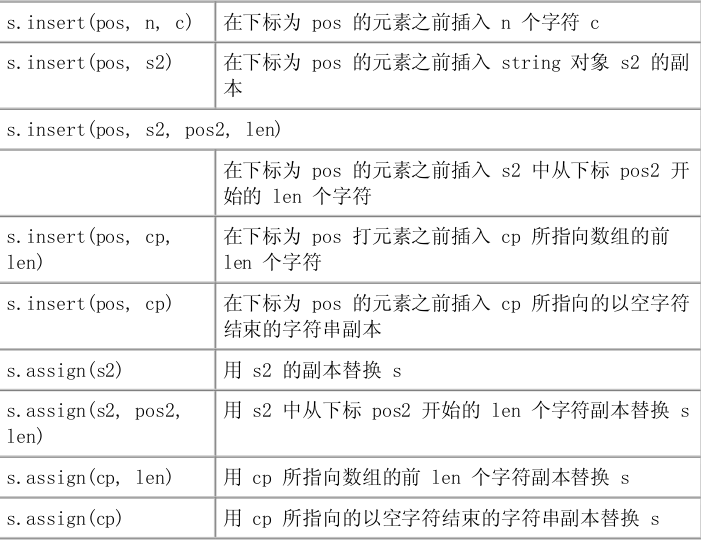 s.insert(pos, n, c) 在下标为 pos 的元素之前插入 n 个字符 c
s.insert(pos, s2) 在下标为 pos 的元素之前插入 string 对象 s2 的副
本
s.insert(pos, s2, pos2, len)
在下标为 pos 的元素之前插入 s2 中从下标 pos2 开
始的 len 个字符
s.insert(pos, cp, 在下标为 pos 打元素之前插入 cp 所指向数组的前
len) len 个字符
s.insert(pos, cp) 在下标为 pos 的元素之前插入 cp 所指向的以空字符
结束的字符串副本
s.assign(s2) 用 s2 的副本替换 s
s.assign(s2, pos2, 用 s2 中从下标 pos2 开始的 len 个字符副本替换 s
len)
s.assign(cp, len) 用 cp 所指向数组的前 len 个字符副本替换 s
s.assign(cp) 用 cp 所指向的以空字符结束的字符串副本替换 s